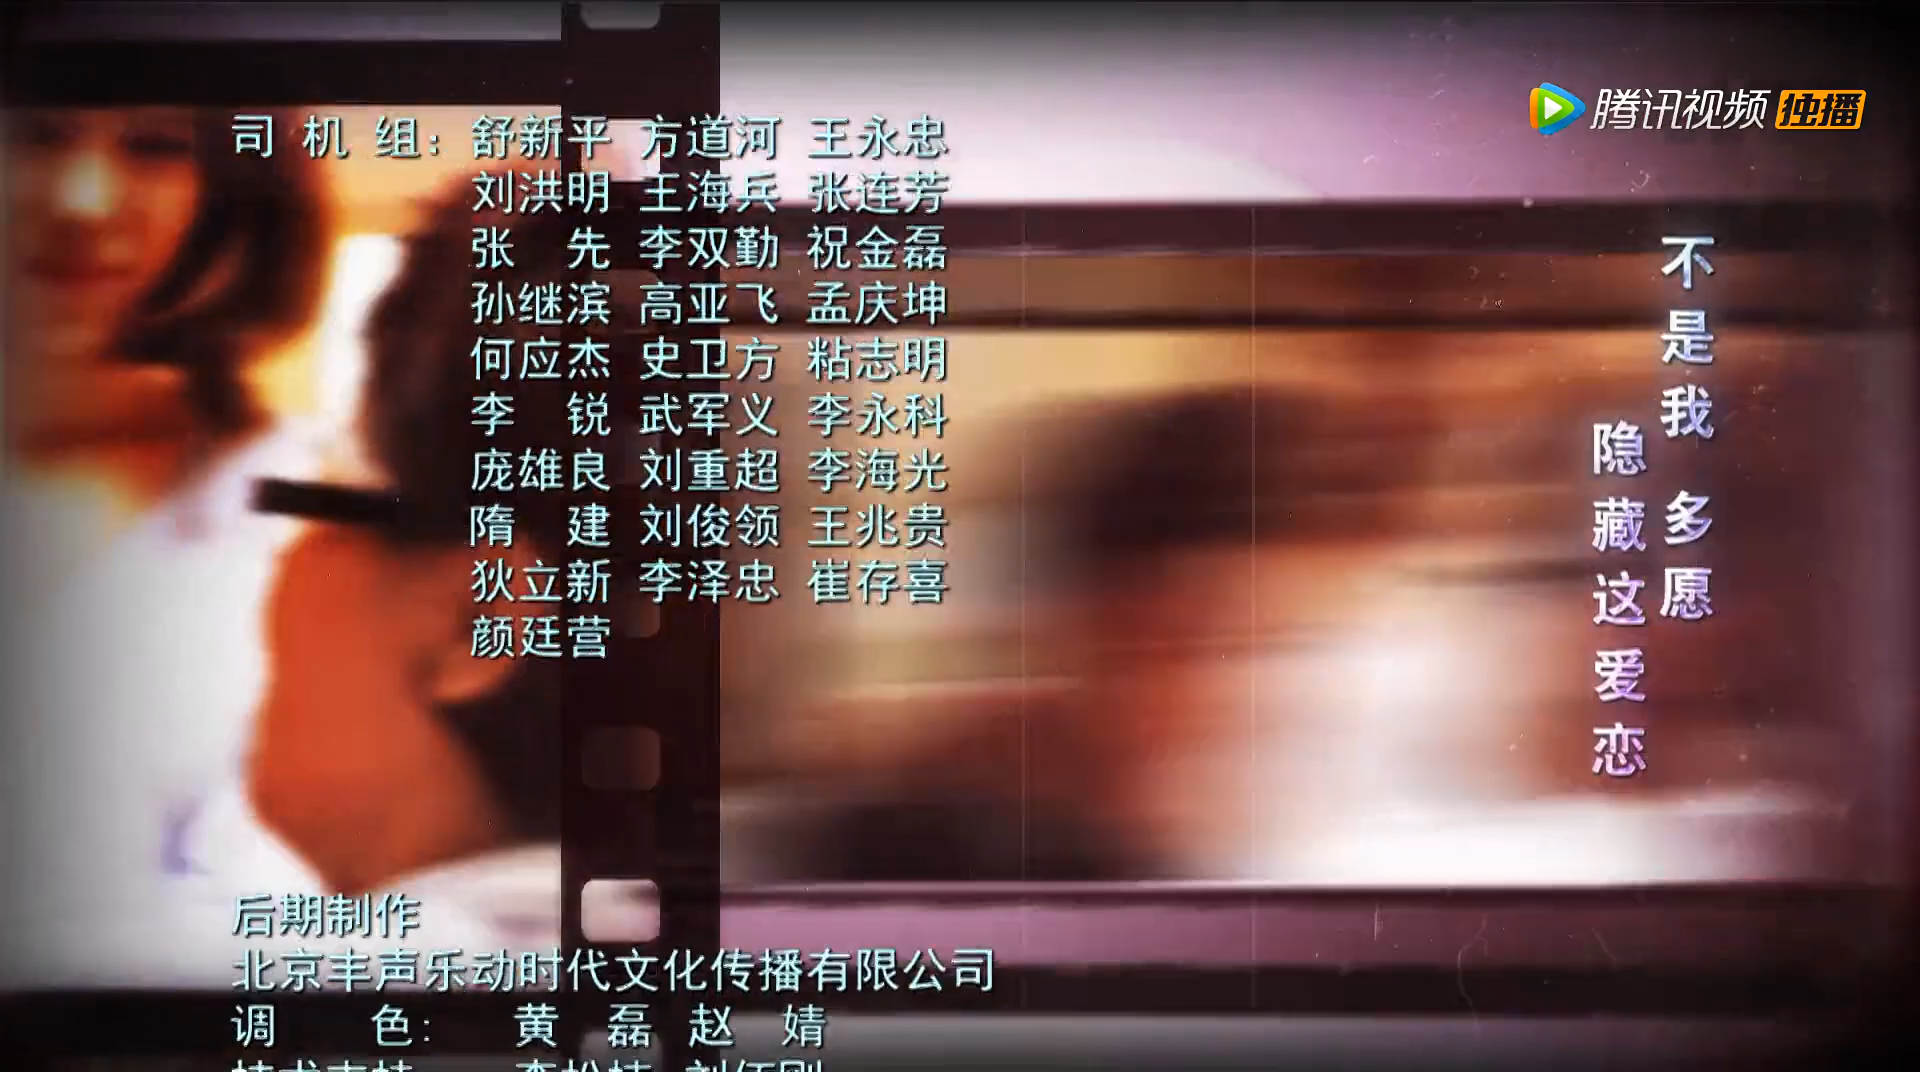 腾讯视频 独播
司机组：舒新平 方道河 王永忠
刘洪明 王海兵 张连芳
张先 李双勤 祝金磊
孙继滨 高亚飞 孟庆坤
何应杰 史卫方 粘志明
李锐 武军义 李永科
庞雄良 刘重超 李海光
隋建 刘俊领 王兆贵
狄立新 李泽忠 崔存喜
颜廷营
不是我 多愿
隐藏这爱恋
后期制作
北京丰声乐动时代文化传播有限公司
调色： 黄磊 赵婧